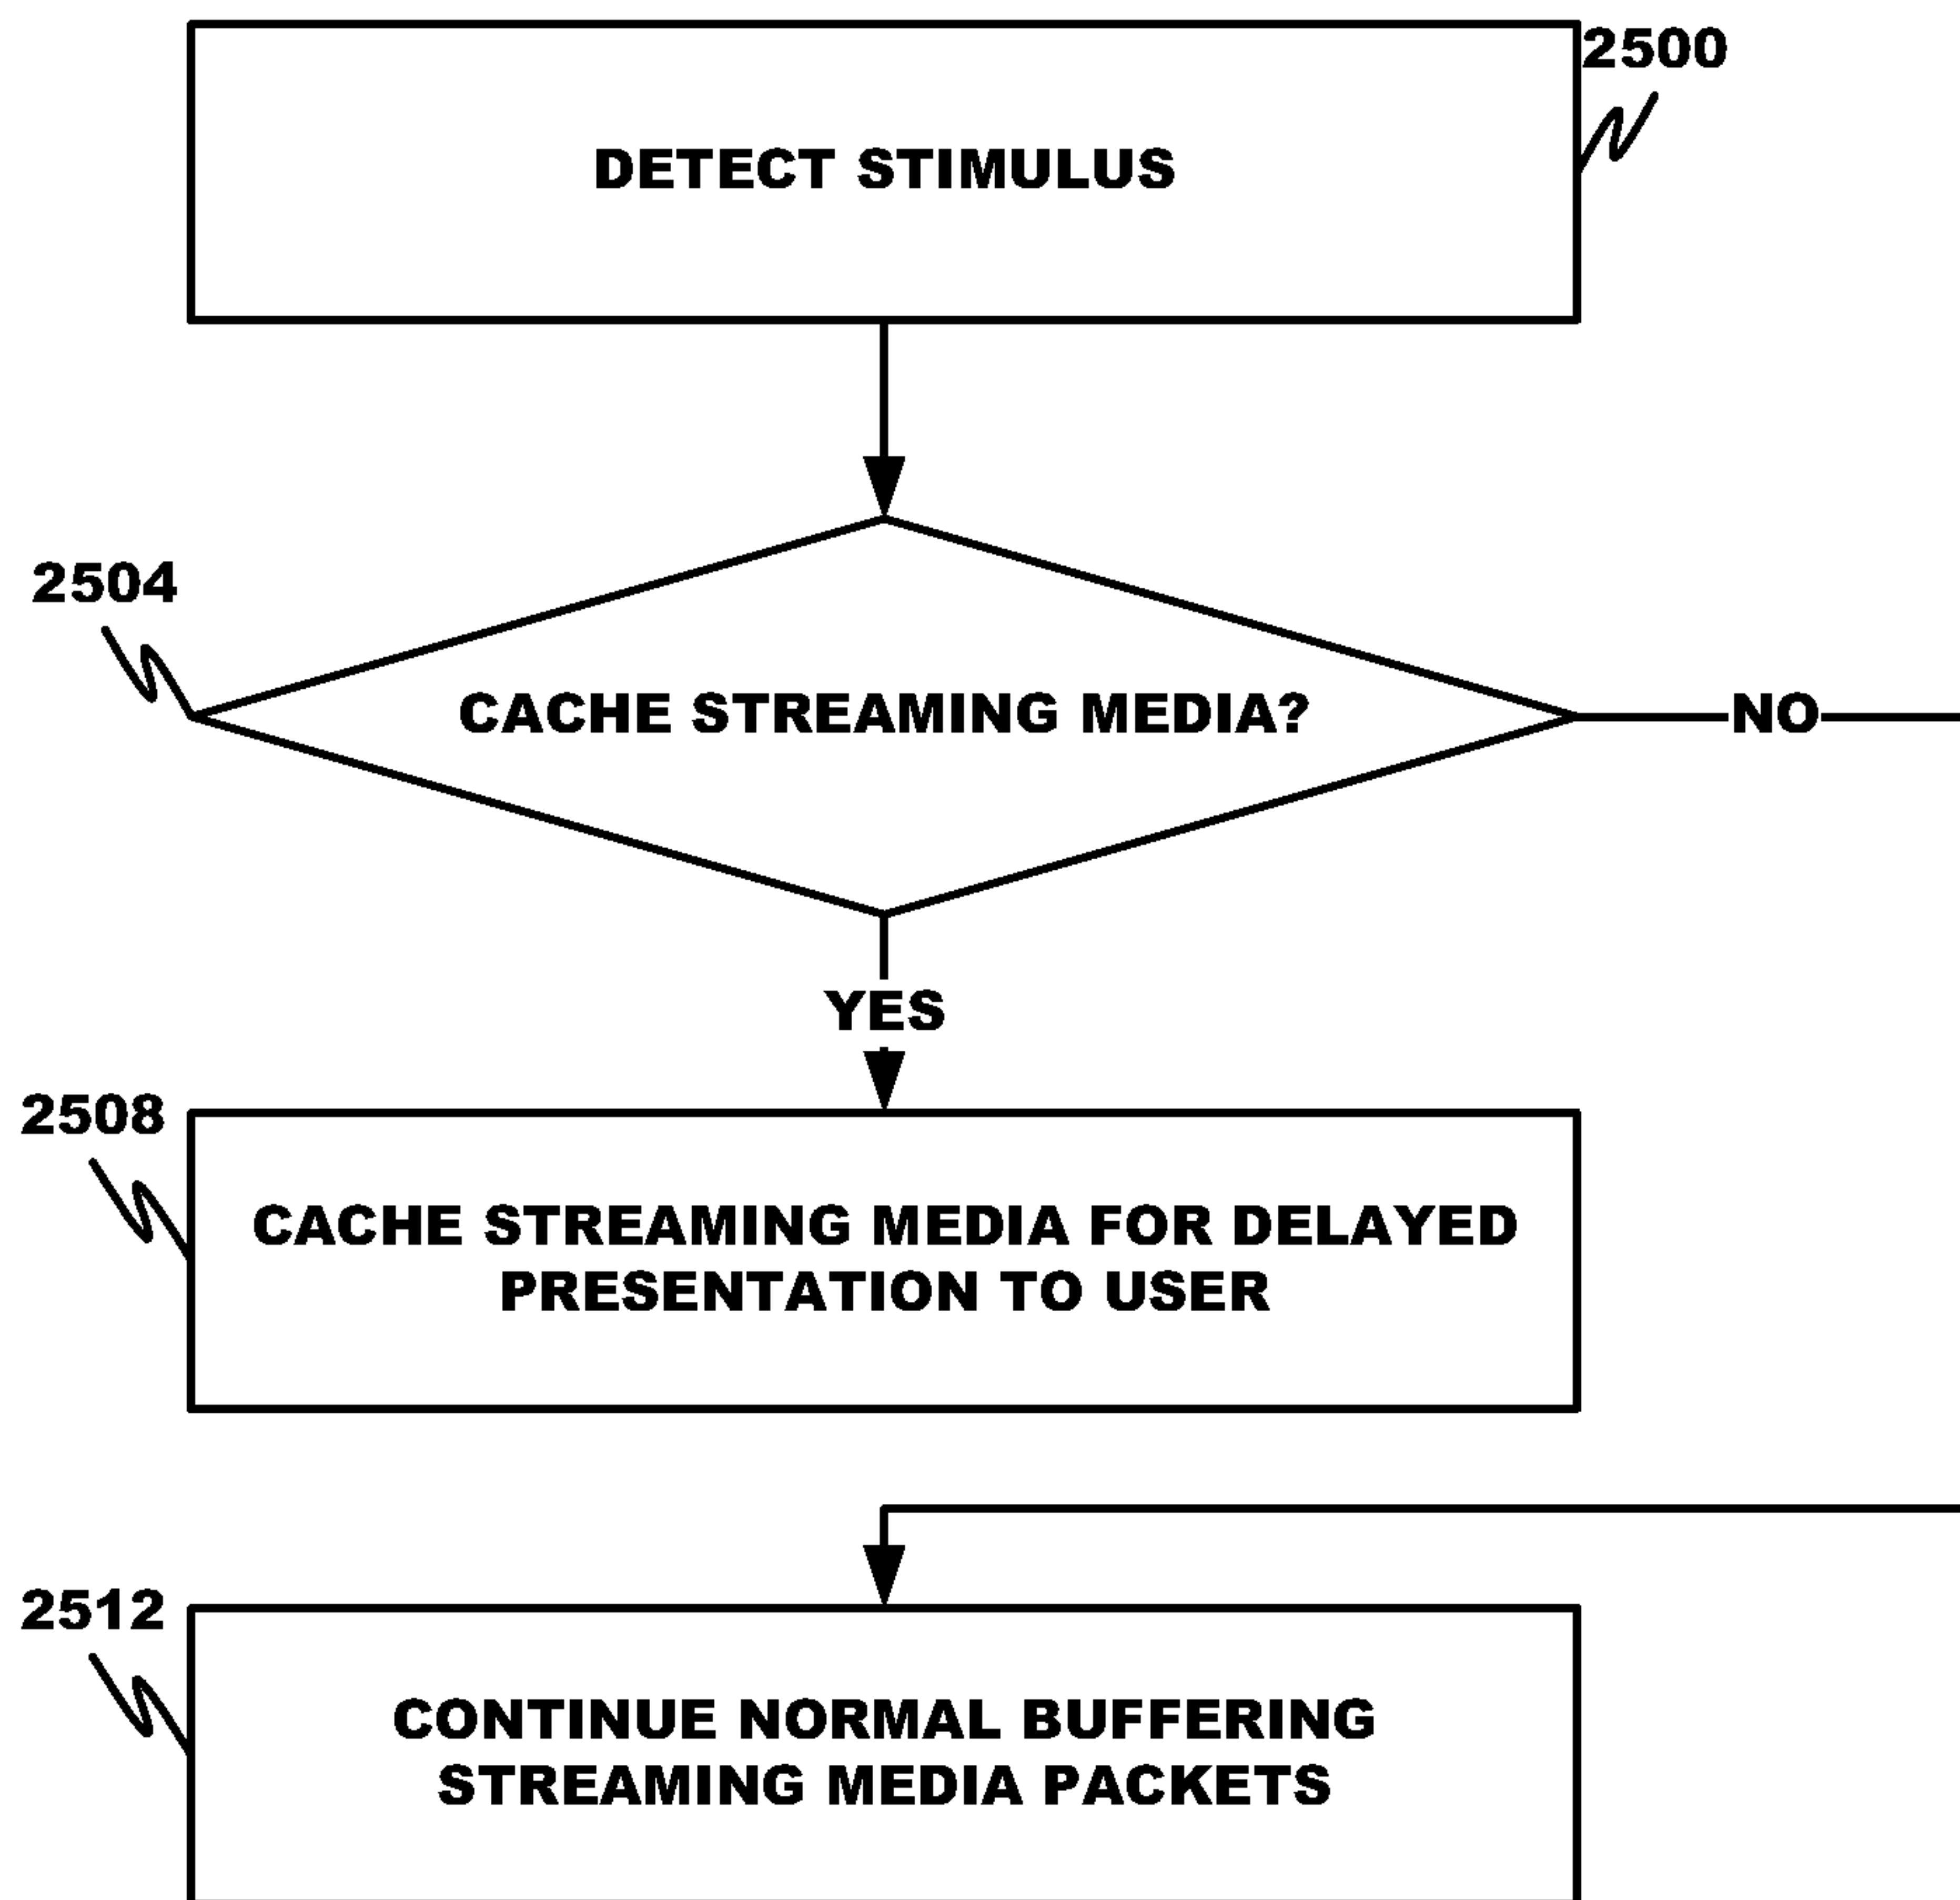 2500
DETECT STIMULUS
2504
CACHE STREAMING MEDIA?
NO
YES
2508
CACHE STREAMING MEDIA FOR DELAYED
PRESENTATION TO USER
2512
CONTINUE NORMAL BUFFERING
STREAMING MEDIA PACKETS